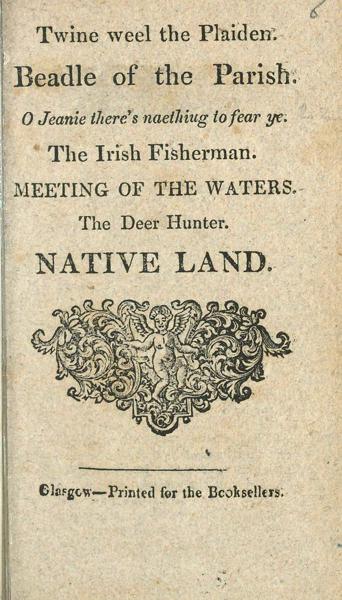 6
Twine weel the Plaiden.
Beadle of the Parish.
O Jeanie there's naethiug to fear ye.
The Irish Fisherman.
MEETING OF THE WATERS.
The Deer Hunter.
NATIVE LAND.
Glasgow—Printed for the Booksellers.